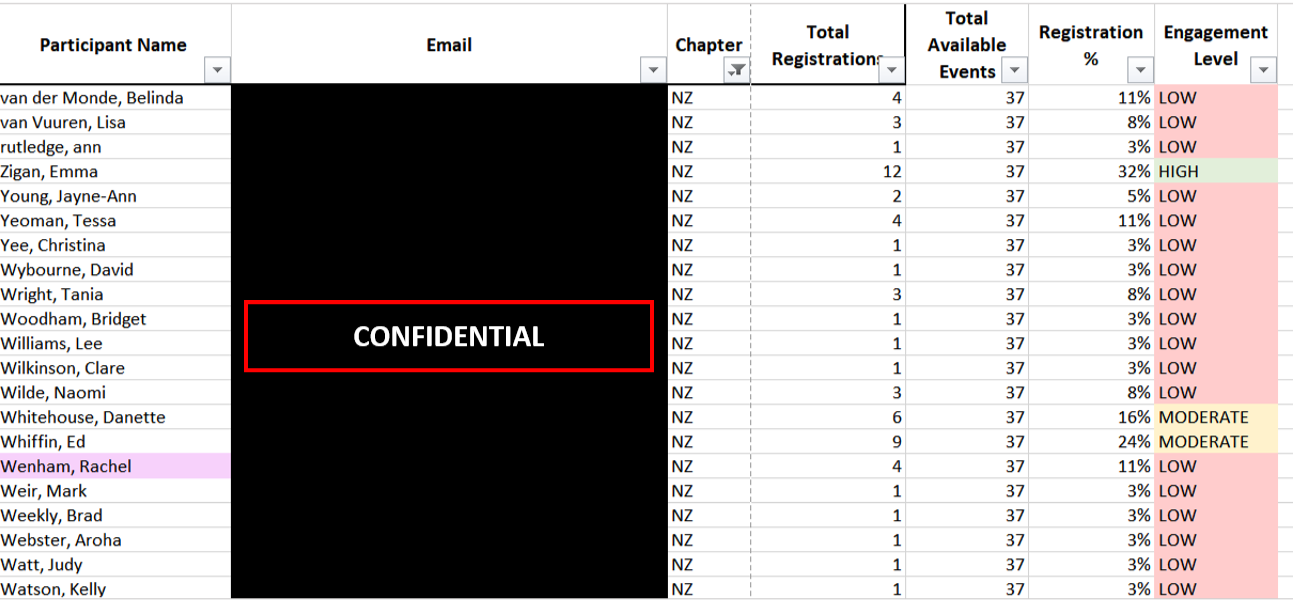 Participant Name Email Chapter Total Registrations Total Available Events Registration % Engagement Level
van der Monde, Belinda NZ 4 37 11% LOW
van Vuuren, Lisa NZ 3 37 8% LOW
rutledge, ann NZ 1 37 3% LOW
Zigan, Emma NZ 12 37 32% HIGH
Young, Jayne-Ann NZ 2 37 5% LOW
Yeoman, Tessa NZ 4 37 11% LOW
Yee, Christina NZ 1 37 3% LOW
Wybourne, David NZ 1 37 3% LOW
Wright, Tania NZ 3 37 8% LOW
Woodham, Bridget NZ 1 37 3% LOW
CONFIDENTIAL
Williams, Lee NZ 1 37 3% LOW
Wilkinson, Clare NZ 1 37 3% LOW
Wilde, Naomi NZ 3 37 8% LOW
Whitehouse, Danette NZ 6 37 16% MODERATE
Whiffin, Ed NZ 9 37 24% MODERATE
Wenham, Rachel NZ 4 37 11% LOW
Weir, Mark NZ 1 37 3% LOW
Weekly, Brad NZ 1 37 3% LOW
Webster, Aroha NZ 1 37 3% LOW
Watt, Judy NZ 1 37 3% LOW
Watson, Kelly NZ 1 37 3% LOW